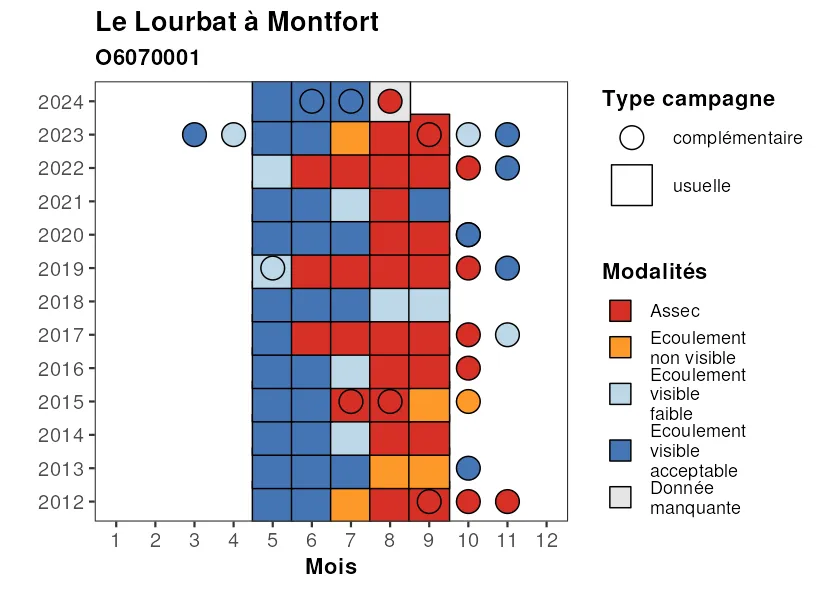 Le Lourbat à Montfort
O6070001
2024
2023
2022
2021
2020
2019
2018
2017
2016
2015
2014
2013
2012
1 2 3 4 5 6 7 8 9 10 11 12
Mois
Type campagne
complémentaire
usuelle
Modalités
Assec
Ecoulement
non visible
Ecoulement
visible
faible
Ecoulement
visible
acceptable
Donnée
manquante